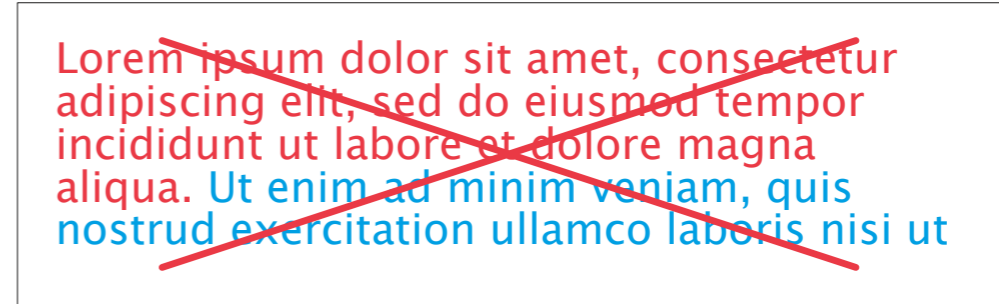 Lorem ipsum dolor sit amet, consectetur
adipiscing elit, sed do eiusmod tempor
incididunt ut labore et dolore magna
aliqua. Ut enim ad minim veniam, quis
nostrud exercitation ullamco laboris nisi ut